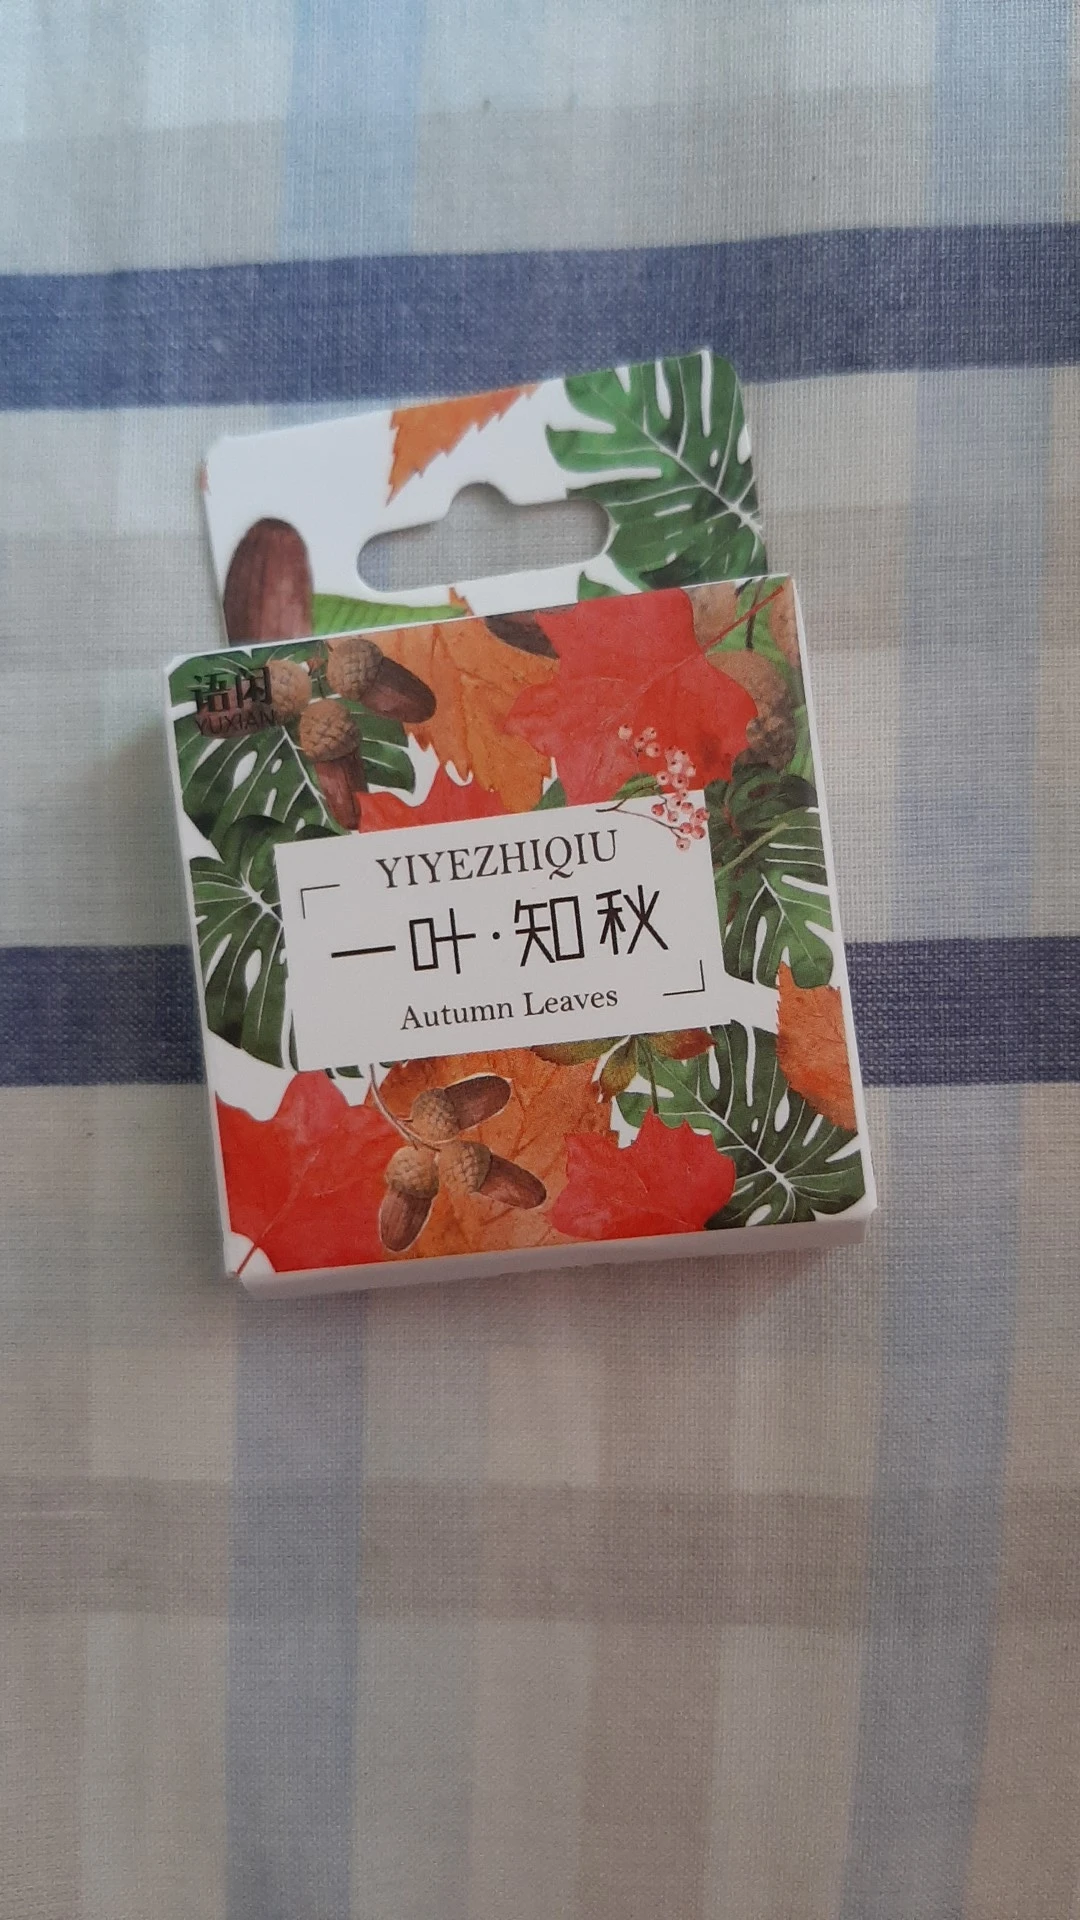 语闲
YUXIAN
YIYEZHIQIU
一叶·知秋
Autumn Leaves